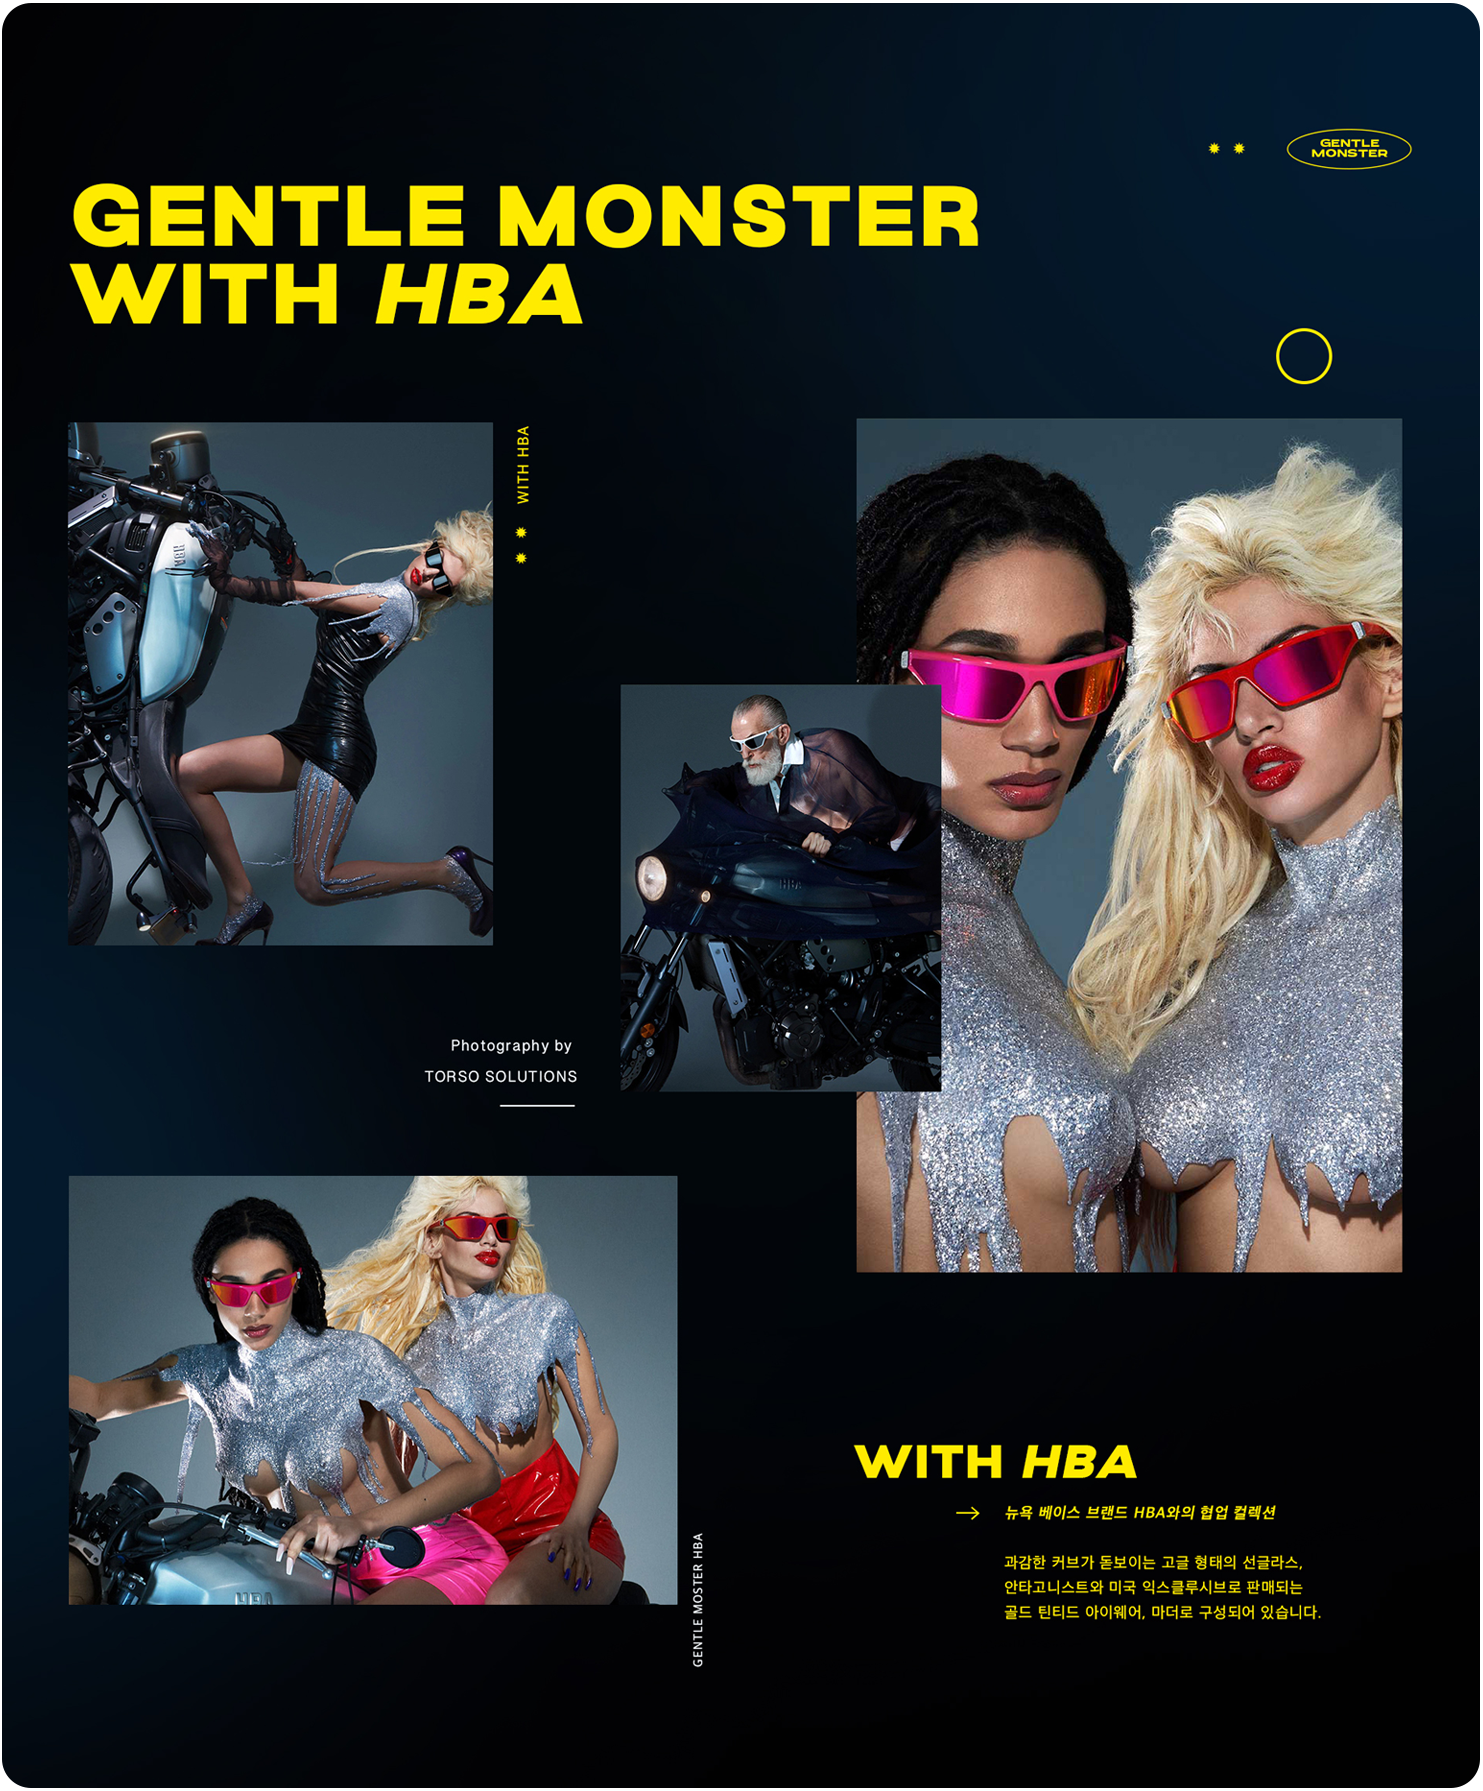 GENTLE
MONSTER
GENTLE MONSTER
WITH HBA
WITH HBA
HBA
HBA
Photography by
TORSO SOLUTIONS
HBA
GENTLE MOSTER HBA
WITH HBA
뉴욕 베이스 브랜드 HBA와의 협업 컬렉션
과감한 커브가 돋보이는 고글 형태의 선글라스,
안타고니스트와 미국 익스클루시브로 판매되는
골드 틴티드 아이웨어, 마더로 구성되어 있습니다.